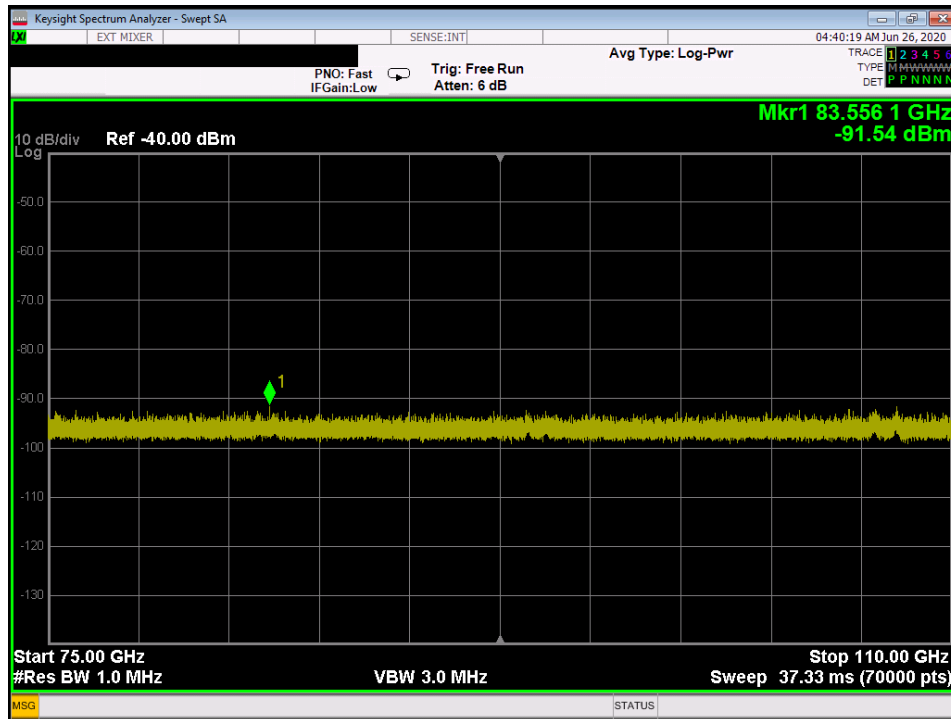 Keysight Spectrum Analyzer - Swept SA
LXI EXT MIXER SENSE:INT 04:40:19 AM Jun 26, 2020
Avg Type: Log-Pwr TRACE 1 2 3 4 5 6
PNO: Fast Trig: Free Run TYPE M M W W W W
IFGain:Low Atten: 6 dB DET P P N N N N
Mkr1 83.556 1 GHz
10 dB/div Ref -40.00 dBm -91.54 dBm
Log
-50.0
-60.0
-70.0
-80.0
1
-90.0
-100
-110
-120
-130
Start 75.00 GHz Stop 110.00 GHz
#Res BW 1.0 MHz VBW 3.0 MHz Sweep 37.33 ms (70000 pts)
MSG STATUS